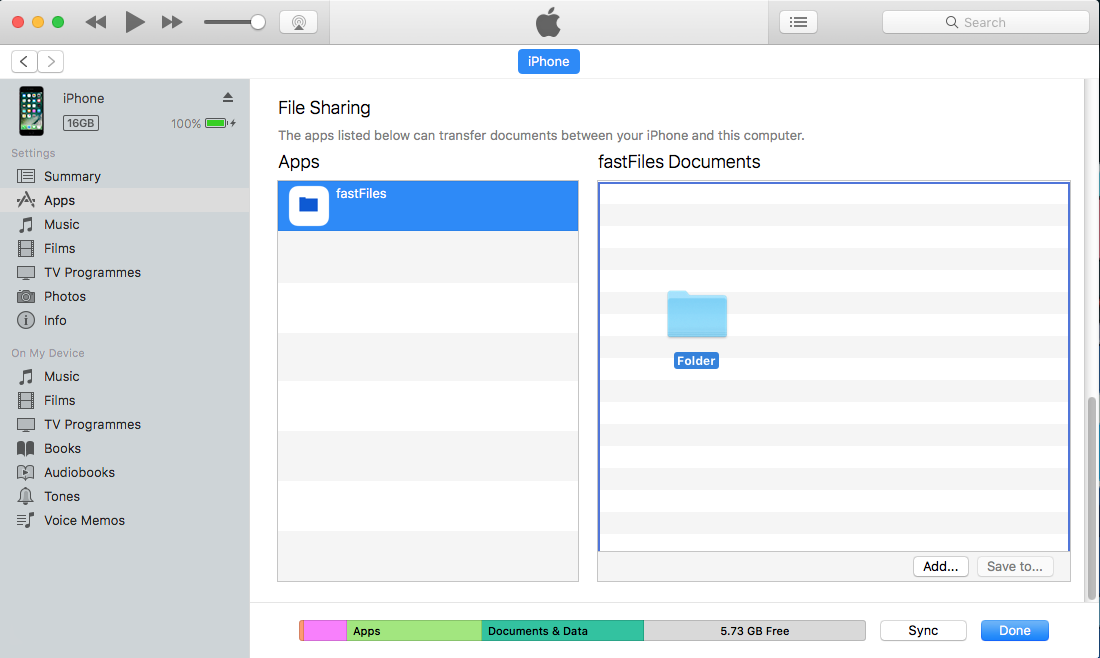 Search
iPhone
iPhone
16GB
100%
Settings
Summary
Apps
Music
Films
TV Programmes
Photos
Info
On My Device
Music
Films
TV Programmes
Books
Audiobooks
Tones
Voice Memos
File Sharing
The apps listed below can transfer documents between your iPhone and this computer.
Apps
fastFiles
fastFiles Documents
Folder
Add...
Save to...
Apps
Documents & Data
5.73 GB Free
Sync
Done